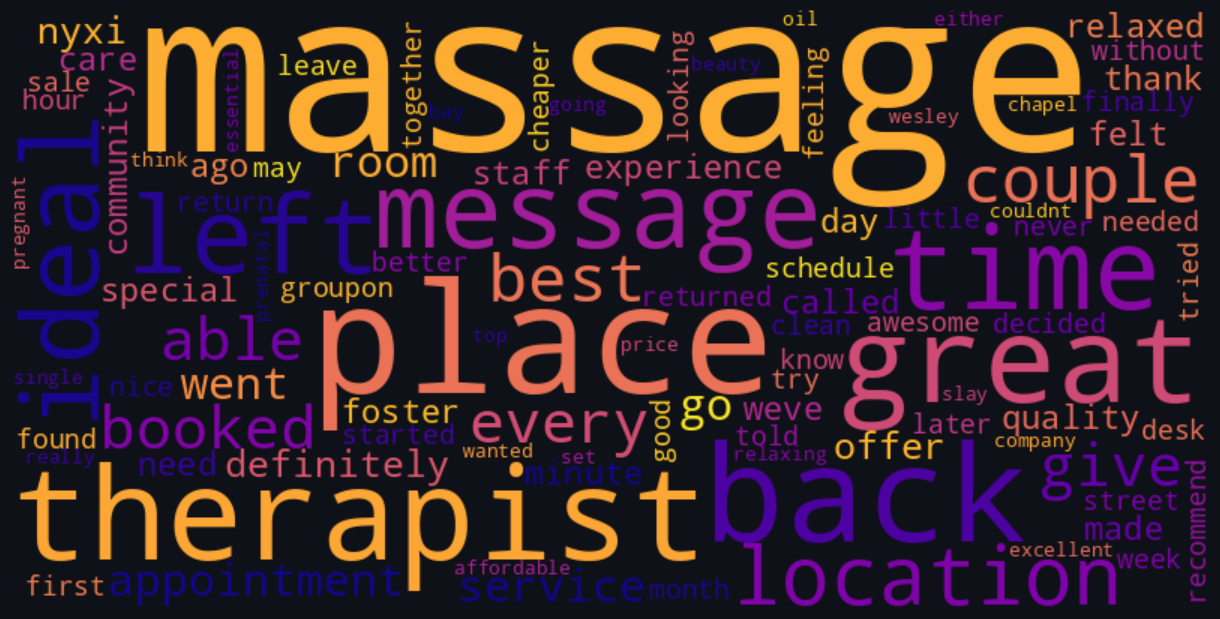 massage
nyxi
care
sale
hour
essential
leave
together
bay
cheaper
going
looking
beauty
oil
feeling
either
relaxed
without
thank
chapel
finally
wesley
felt
community
think
ago
may
room
staff
experience
couple
pregnant
ideal
left
return
message
day
little
couldnt
never
needed
prenatal
better
best
schedule
time
tried
special
groupon
returned
called
able
place
top
price
clean
awesome
decided
know
great
single
nice
went
try
slay
foster
every
good
go
weve
later
quality
desk
found
booked
started
told
offer
company
really
need
definitely
wanted
set
minute
relaxing
back
give
therapist
street
made
recommend
excellent
week
first
appointment
affordable
service
month
location